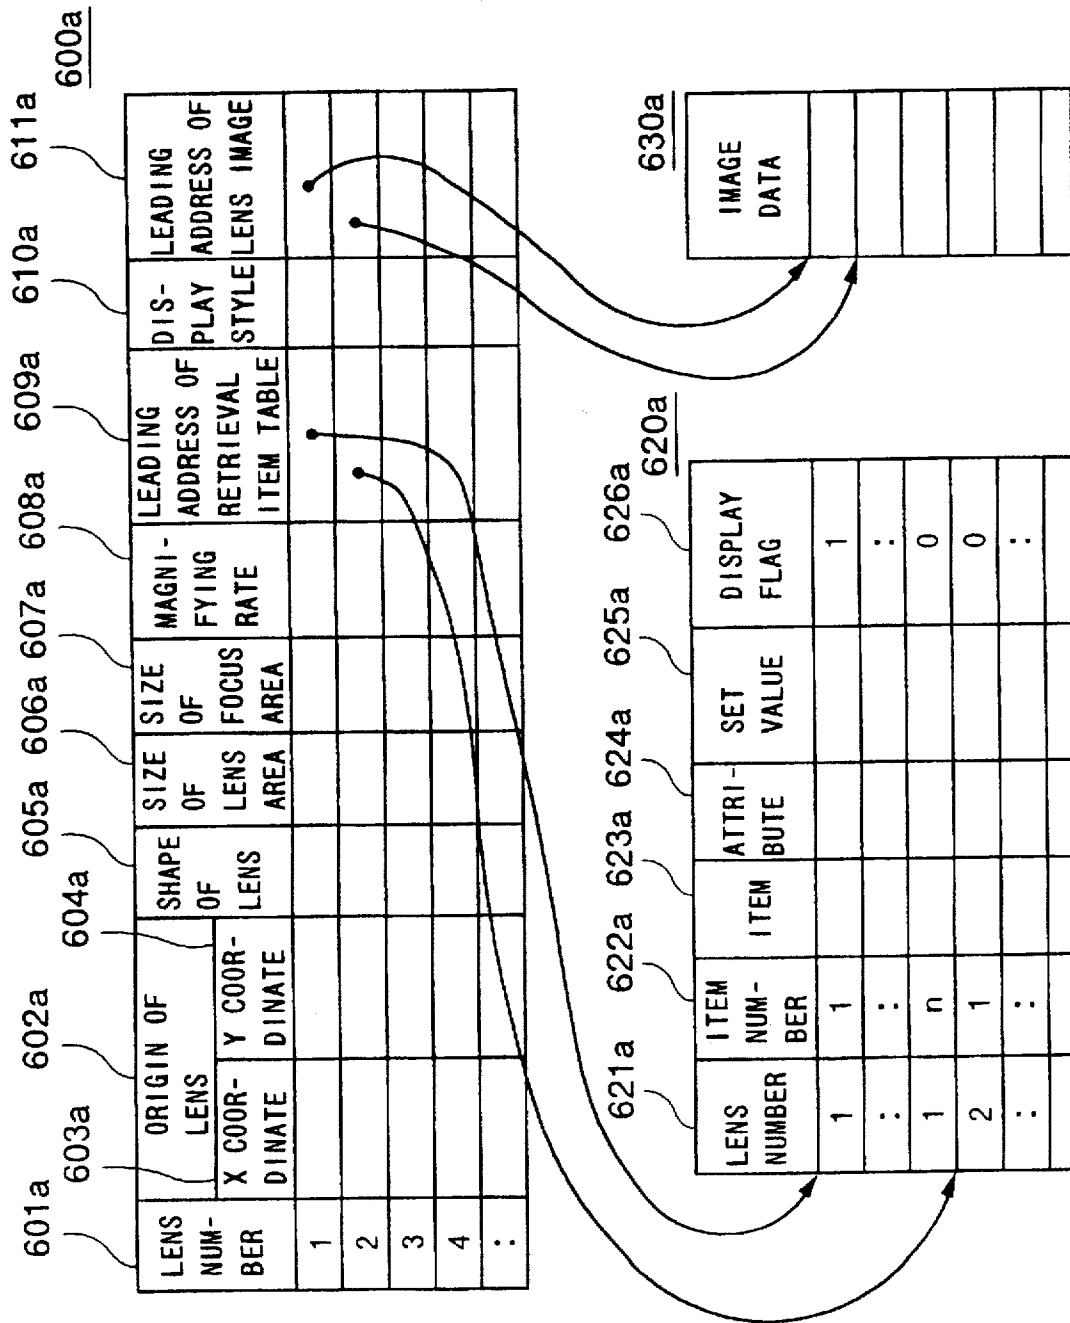 600a
601a
602a
603a
604a
605a
606a
607a
608a
609a
610a
611a
LENS
NUM-
BER
ORIGIN OF
LENS
X COOR-
DINATE
Y COOR-
DINATE
SHAPE
OF
LENS
SIZE
OF
LENS
AREA
SIZE
OF
FOCUS
AREA
MAGNI-
FYING
RATE
LEADING
ADDRESS OF
RETRIEVAL
ITEM TABLE
DIS-
PLAY
STYLE
LEADING
ADDRESS OF
LENS IMAGE
1
2
3
4
:
620a
621a
622a
623a
624a
625a
626a
LENS
NUMBER
ITEM
NUM-
BER
ITEM
ATTRI-
BUTE
SET
VALUE
DISPLAY
FLAG
1 1 1
: : :
1 n 0
2 1 0
: : :
630a
IMAGE
DATA